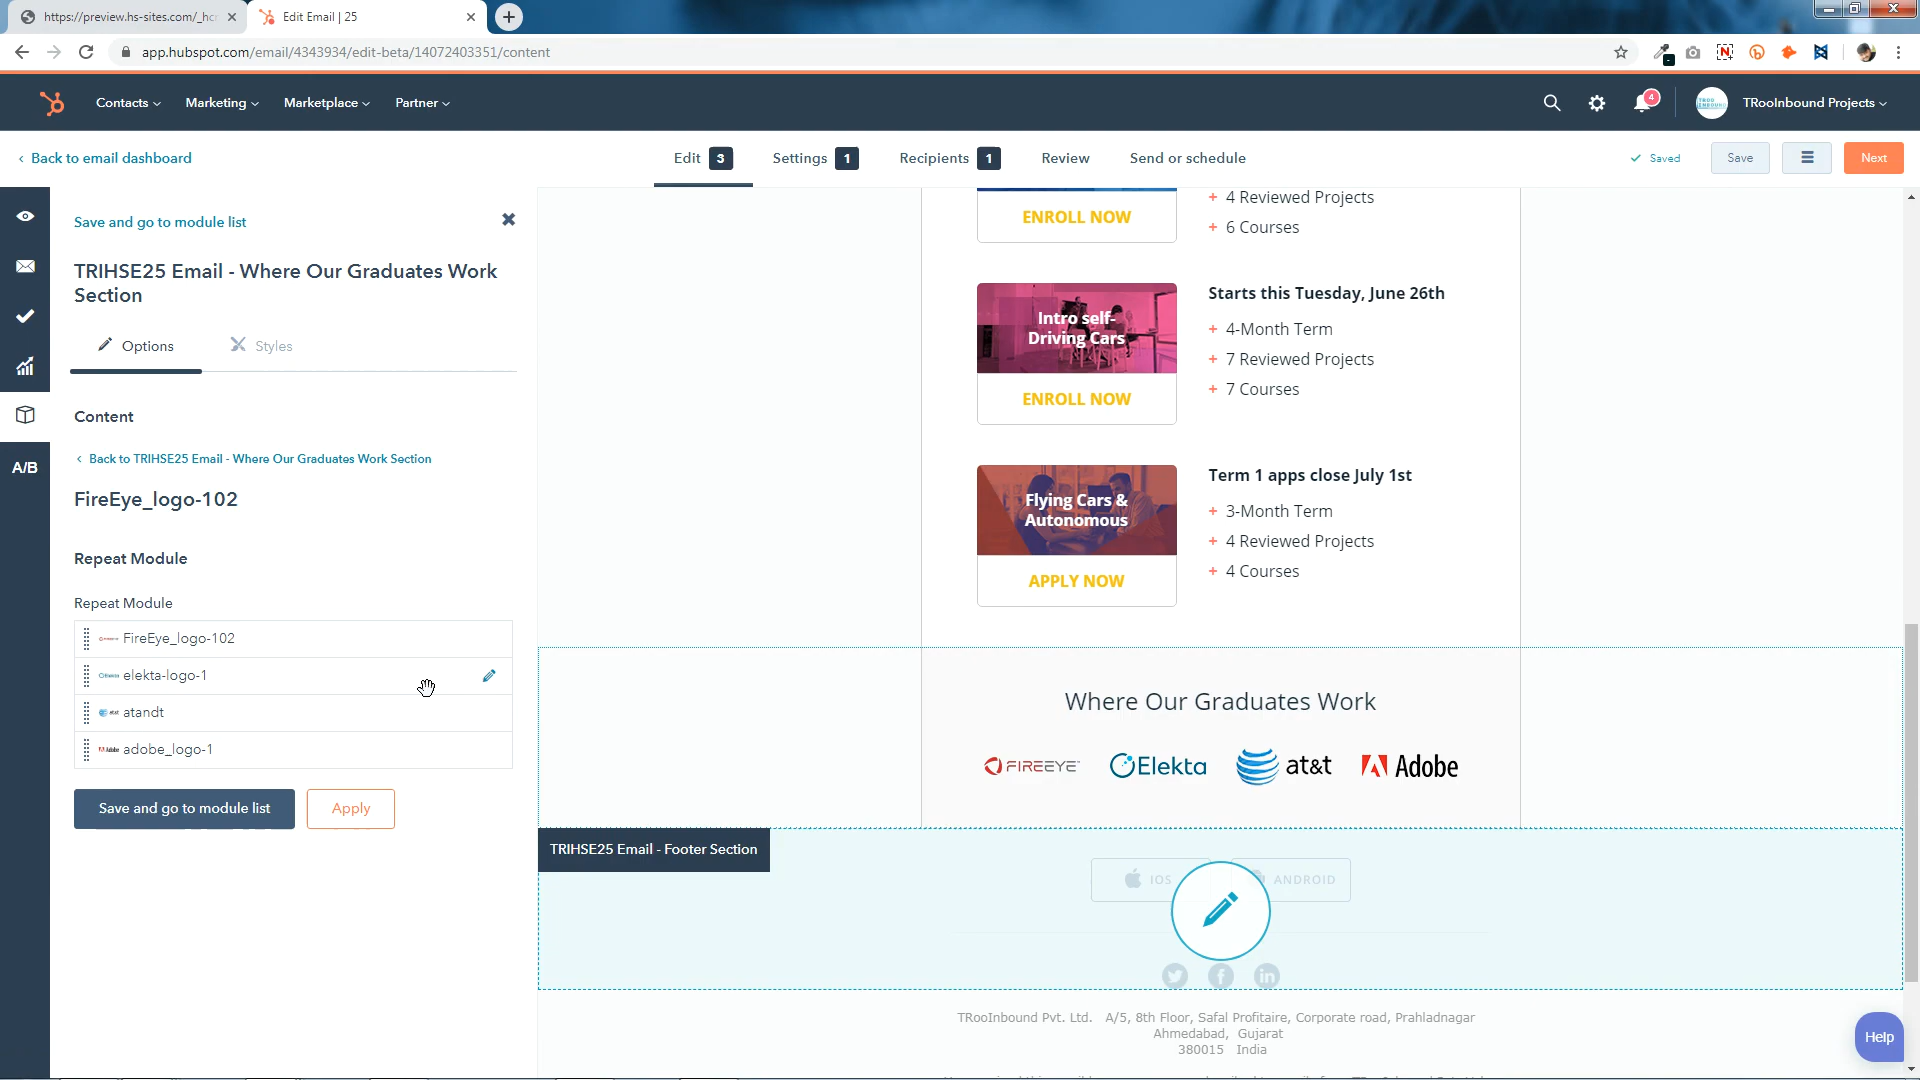 https://preview.hs-sites.com/_hcr
Edit Email | 25
app.hubspot.com/email/4343934/edit-beta/14072403351/content
Contacts
Marketing
Marketplace
Partner
4
TRooInbound Projects
Back to email dashboard
Edit 3
Settings 1
Recipients 1
Review
Send or schedule
Saved
Save
Next
Save and go to module list
TRIHSE25 Email - Where Our Graduates Work
Section
Options
Styles
Content
Back to TRIHSE25 Email - Where Our Graduates Work Section
FireEye_logo-102
Repeat Module
Repeat Module
FireEye_logo-102
elekta-logo-1
atandt
adobe_logo-1
Save and go to module list
Apply
A/B
ENROLL NOW
+ 4 Reviewed Projects
+ 6 Courses
Intro self-
Driving Cars
ENROLL NOW
Starts this Tuesday, June 26th
+ 4-Month Term
+ 7 Reviewed Projects
+ 7 Courses
Flying Cars &
Autonomous
APPLY NOW
Term 1 apps close July 1st
+ 3-Month Term
+ 4 Reviewed Projects
+ 4 Courses
Where Our Graduates Work
FIREEYE
Elekta
at&t
Adobe
TRIHSE25 Email - Footer Section
IOS
ANDROID
TRooInbound Pvt. Ltd. A/5, 8th Floor, Safal Profitaire, Corporate road, Prahladnagar
Ahmedabad, Gujarat
380015 India
Help